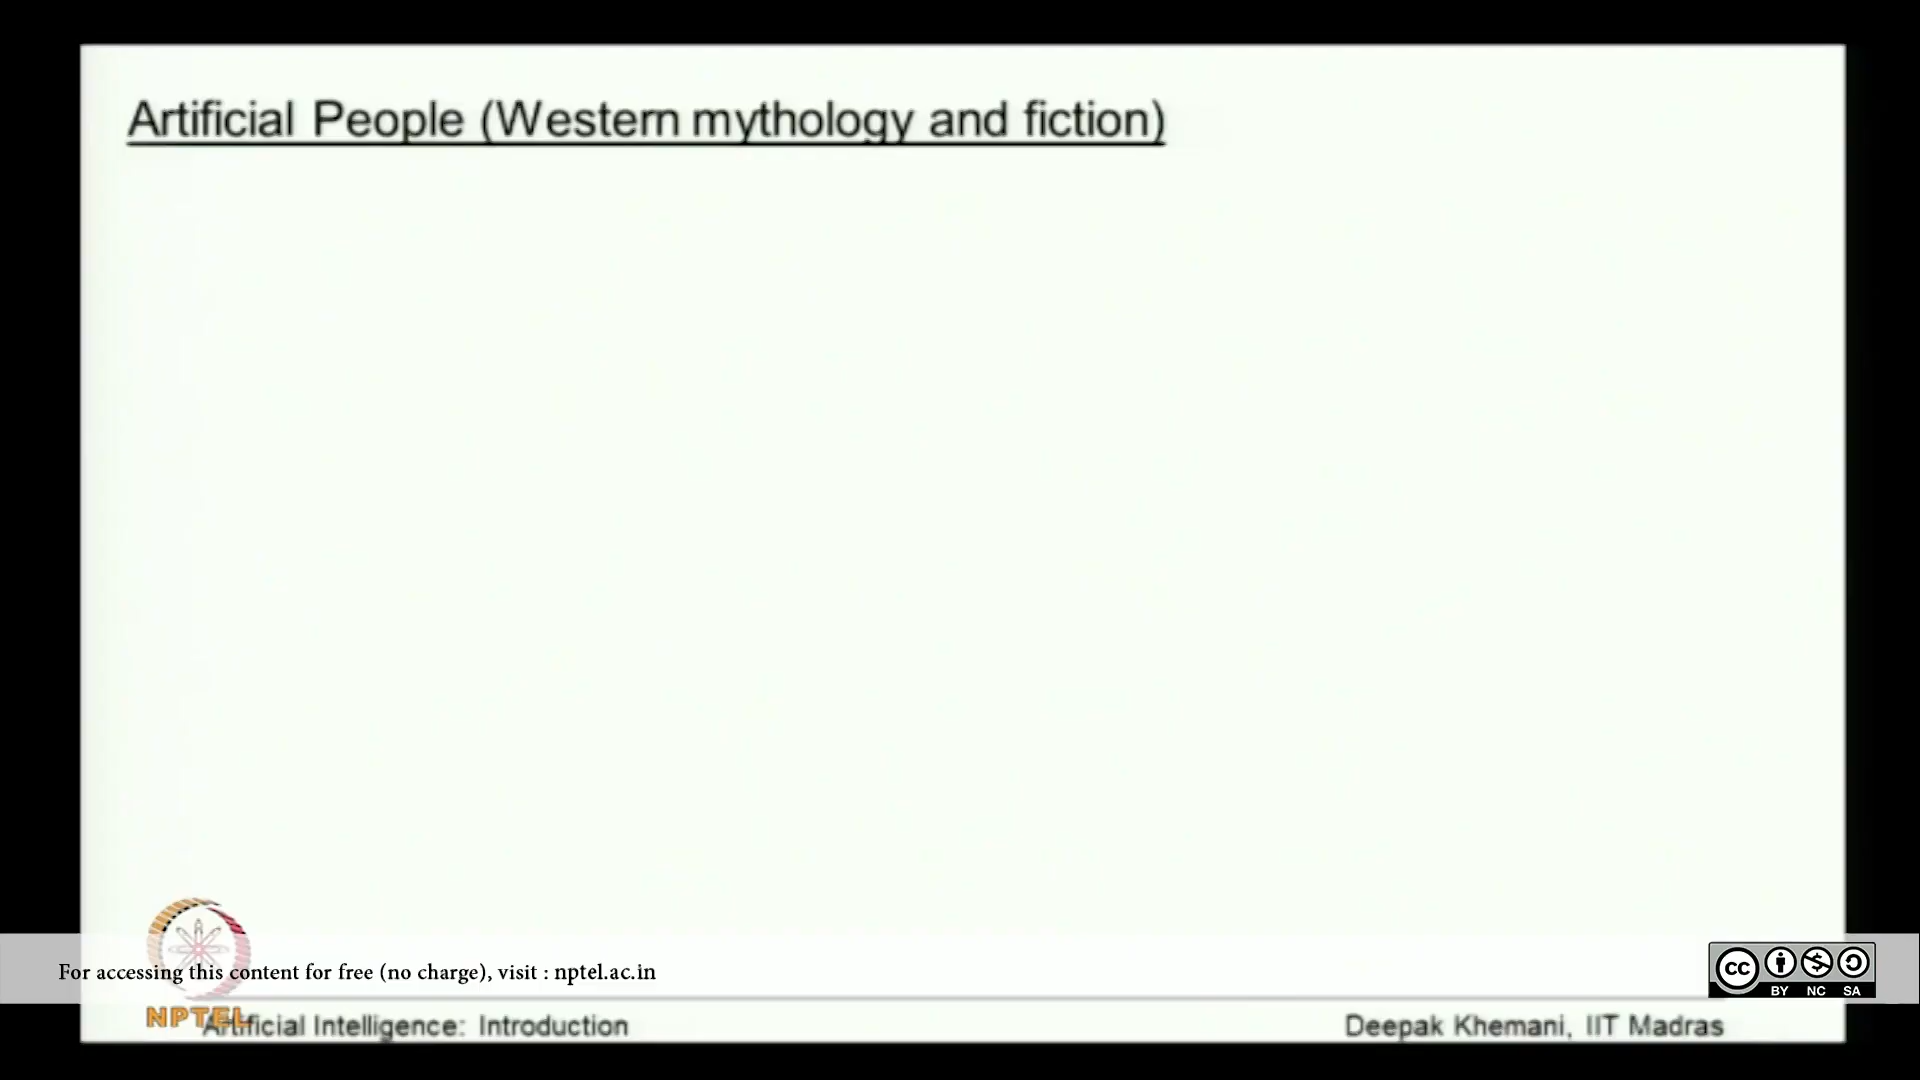 Artificial People (Western mythology and fiction)
For accessing this content for free (no charge), visit : nptel.ac.in
cc
BY NC SA
NPTEL
Artificial Intelligence: Introduction
Deepak Khemani, IIT Madras